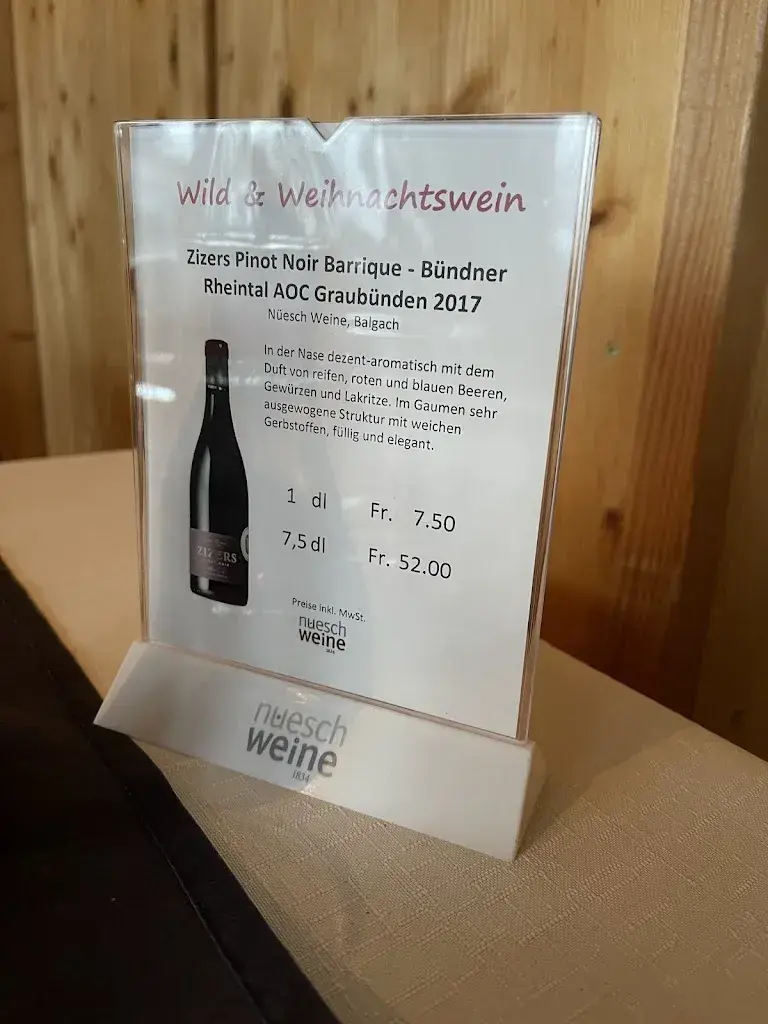 Wild & Weihnachtswein
Zizers Pinot Noir Barrique - Bündner
Rheintal AOC Graubünden 2017
Nüesch Weine, Balgach
In der Nase dezent-aromatisch mit dem
Duft von reifen, roten und blauen Beeren,
Gewürzen und Lakritze. Im Gaumen sehr
ausgewogene Struktur mit weichen
Gerbstoffen, füllig und elegant.
1 dl Fr. 7.50
7,5 dl Fr. 52.00
ZIZERS
Preise inkl. MwSt.
nüesch
weine
1834
nüesch
weine
1834